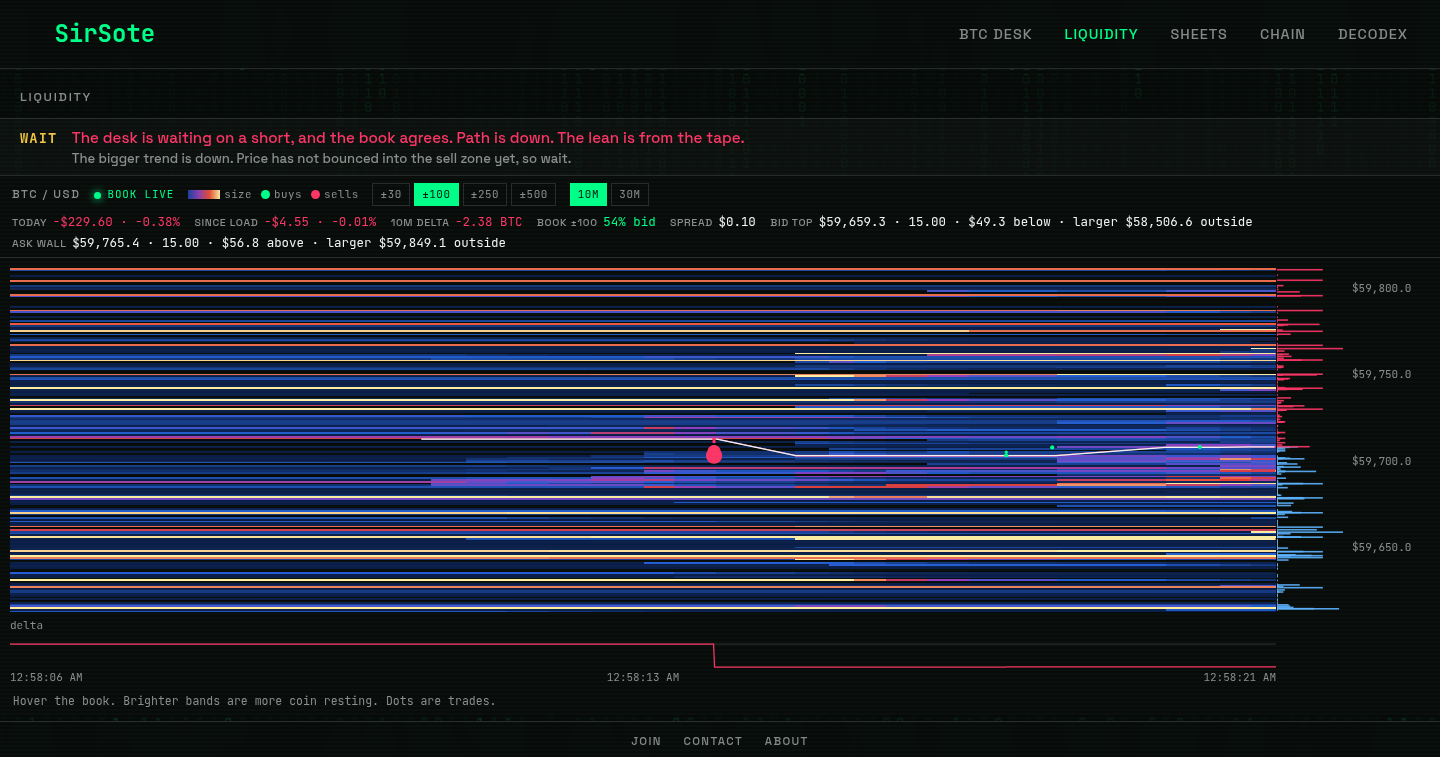 SirSote
BTC DESK LIQUIDITY SHEETS CHAIN DECODEX
LIQUIDITY
WAIT The desk is waiting on a short, and the book agrees. Path is down. The lean is from the tape.
The bigger trend is down. Price has not bounced into the sell zone yet, so wait.
BTC / USD BOOK LIVE size buys sells ±30 ±100 ±250 ±500 10M 30M
TODAY -$229.60 · -0.38% SINCE LOAD -$4.55 · -0.01% 10M DELTA -2.38 BTC BOOK ±100 54% bid SPREAD $0.10 BID TOP $59,659.3 · 15.00 · $49.3 below · larger $58,506.6 outside
ASK WALL $59,765.4 · 15.00 · $56.8 above · larger $59,849.1 outside
$59,800.0
$59,750.0
$59,700.0
$59,650.0
delta
12:58:06 AM 12:58:13 AM 12:58:21 AM
Hover the book. Brighter bands are more coin resting. Dots are trades.
JOIN CONTACT ABOUT